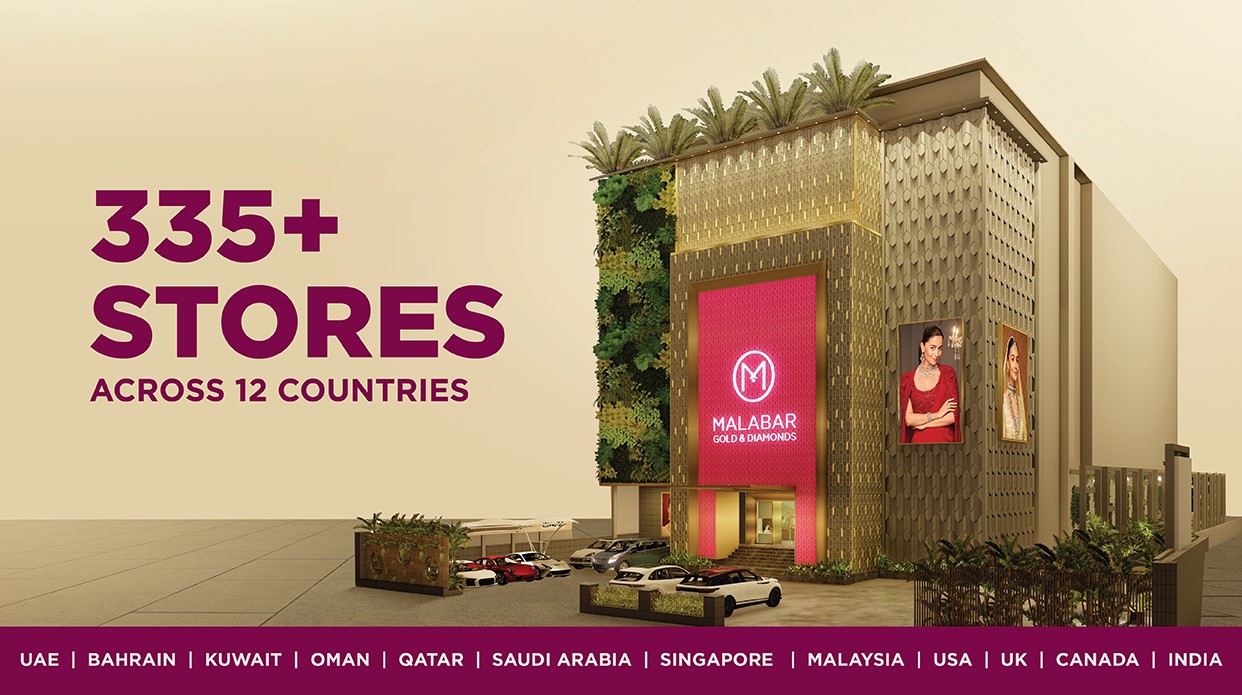 335+
STORES
ACROSS 12 COUNTRIES
M
MALABAR
GOLD & DIAMONDS
UAE | BAHRAIN | KUWAIT | OMAN | QATAR | SAUDI ARABIA | SINGAPORE | MALAYSIA | USA | UK | CANADA | INDIA